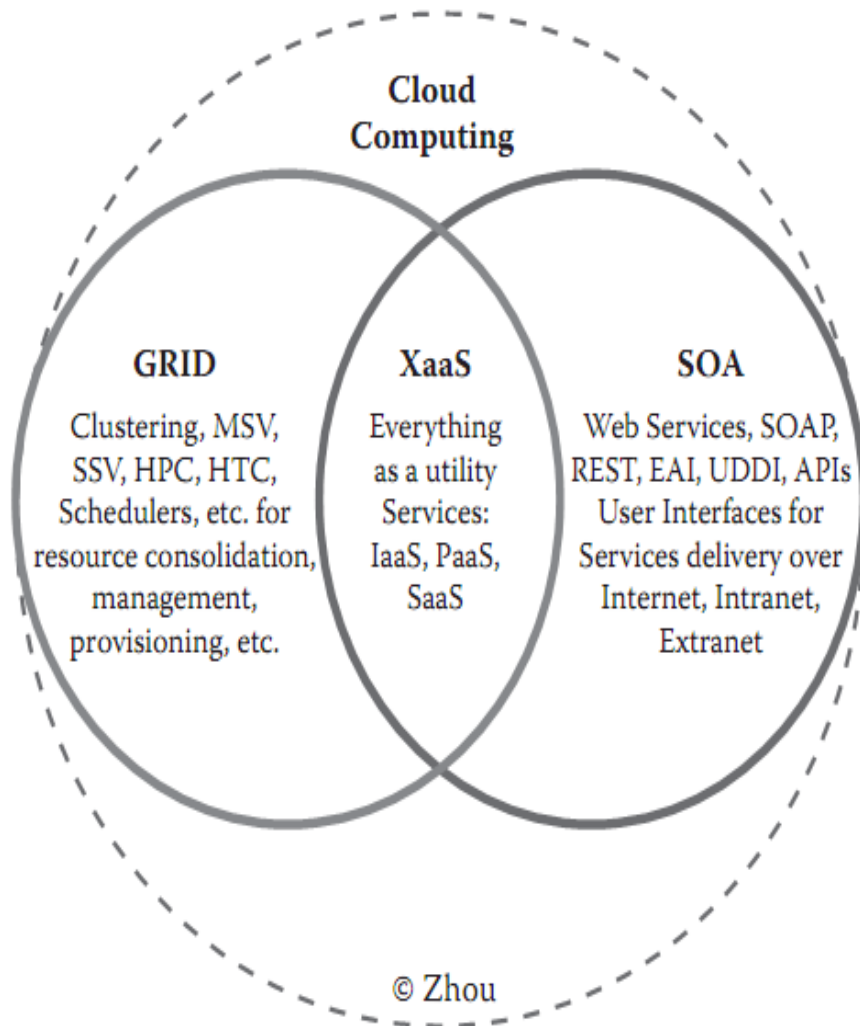 Cloud
Computing
GRID
Clustering, MSV,
SSV, HPC, HTC,
Schedulers, etc. for
resource consolidation,
management,
provisioning, etc.
XaaS
Everything
as a utility
Services:
IaaS, PaaS,
SaaS
SOA
Web Services, SOAP,
REST, EAI, UDDI, APIs
User Interfaces for
Services delivery over
Internet, Intranet,
Extranet
© Zhou